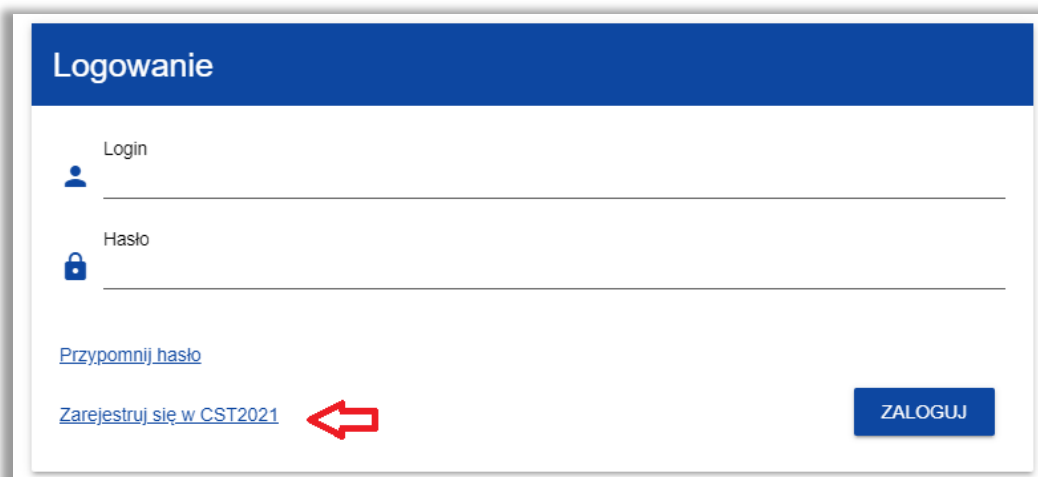 Logowanie
Login
Hasło
Przypomnij hasło
Zarejestruj się w CST2021
ZALOGUJ